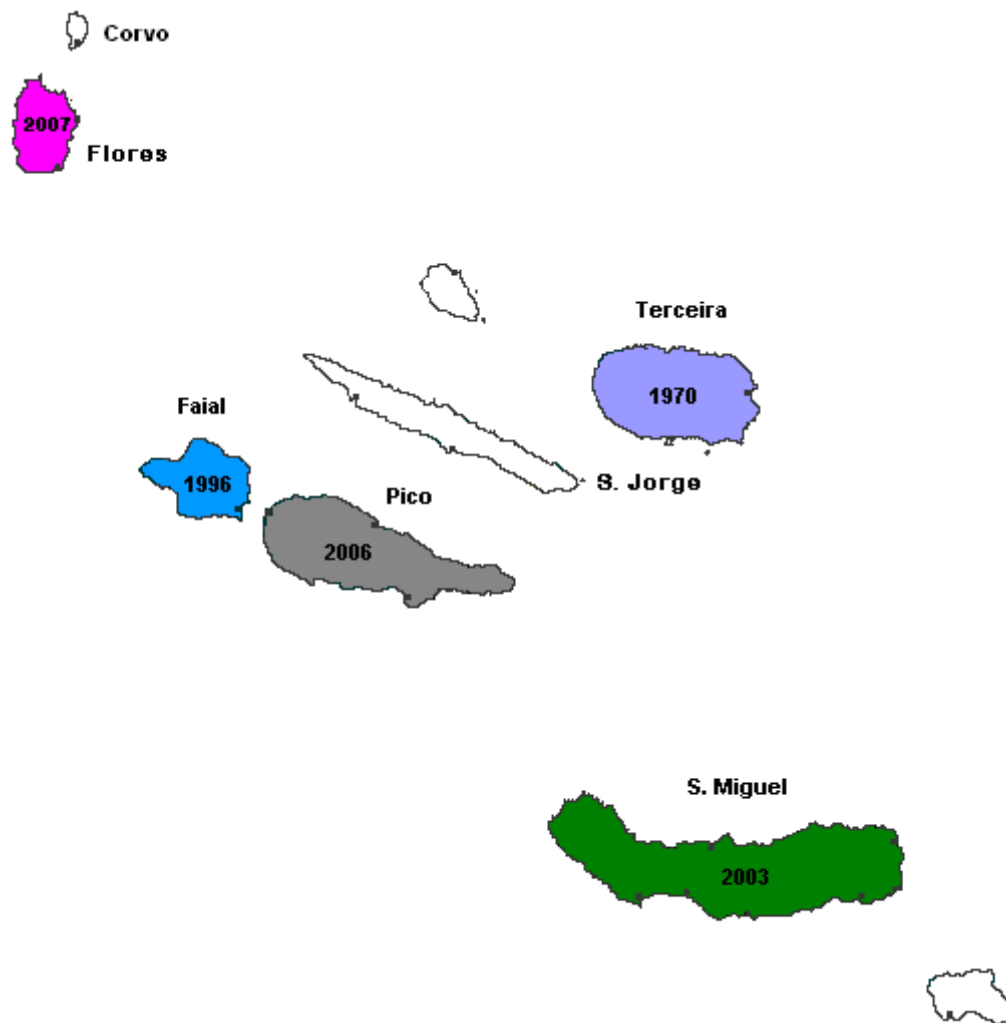 Corvo
2007
Flores
Terceira
1970
Faial
S. Jorge
1996
Pico
2006
S. Miguel
2003